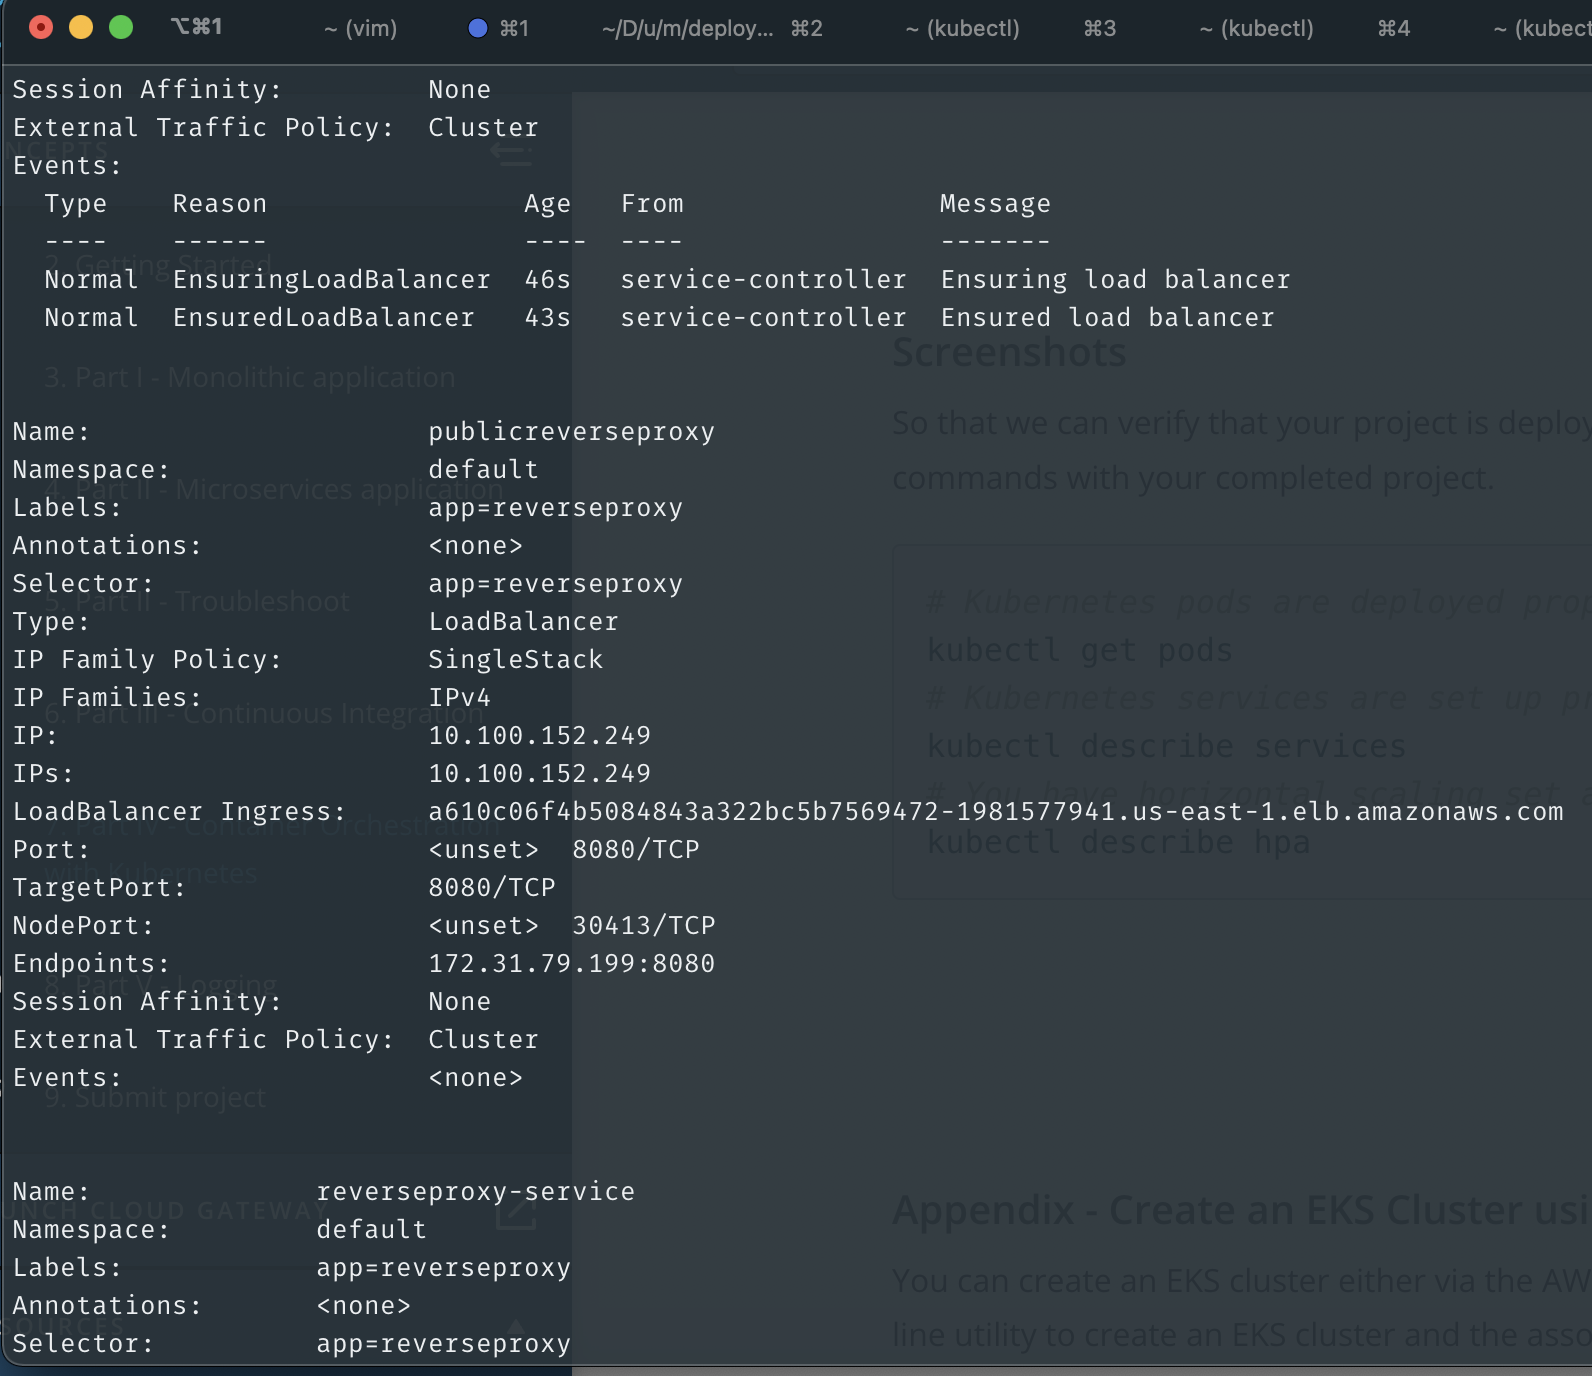 ⌥⌘1 ~ (vim) ⌘1 ~/D/u/m/deploy... ⌘2 ~ (kubectl) ⌘3 ~ (kubectl) ⌘4 ~ (kubect
Session Affinity: None
External Traffic Policy: Cluster
Events:
Type Reason Age From Message
---- ------ ---- ---- -------
Normal EnsuringLoadBalancer 46s service-controller Ensuring load balancer
Normal EnsuredLoadBalancer 43s service-controller Ensured load balancer
Name: publicreverseproxy
Namespace: default
Labels: app=reverseproxy
Annotations: <none>
Selector: app=reverseproxy
Type: LoadBalancer
IP Family Policy: SingleStack
IP Families: IPv4
IP: 10.100.152.249
IPs: 10.100.152.249
LoadBalancer Ingress: a610c06f4b5084843a322bc5b7569472-1981577941.us-east-1.elb.amazonaws.com
Port: <unset> 8080/TCP
TargetPort: 8080/TCP
NodePort: <unset> 30413/TCP
Endpoints: 172.31.79.199:8080
Session Affinity: None
External Traffic Policy: Cluster
Events: <none>
Name: reverseproxy-service
Namespace: default
Labels: app=reverseproxy
Annotations: <none>
Selector: app=reverseproxy
NCEPTS
2. Getting Started
3. Part I - Monolithic application
4. Part II - Microservices application
5. Part II - Troubleshoot
6. Part III - Continuous Integration
7. Part IV - Container Orchestration
with Kubernetes
8. Part V - Logging
9. Submit project
UNCH CLOUD GATEWAY
SOURCES
Screenshots
So that we can verify that your project is deploy
commands with your completed project.
# Kubernetes pods are deployed prop
kubectl get pods
# Kubernetes services are set up pr
kubectl describe services
# You have horizontal scaling set
kubectl describe hpa
Appendix - Create an EKS Cluster usi
You can create an EKS cluster either via the AW
line utility to create an EKS cluster and the asso